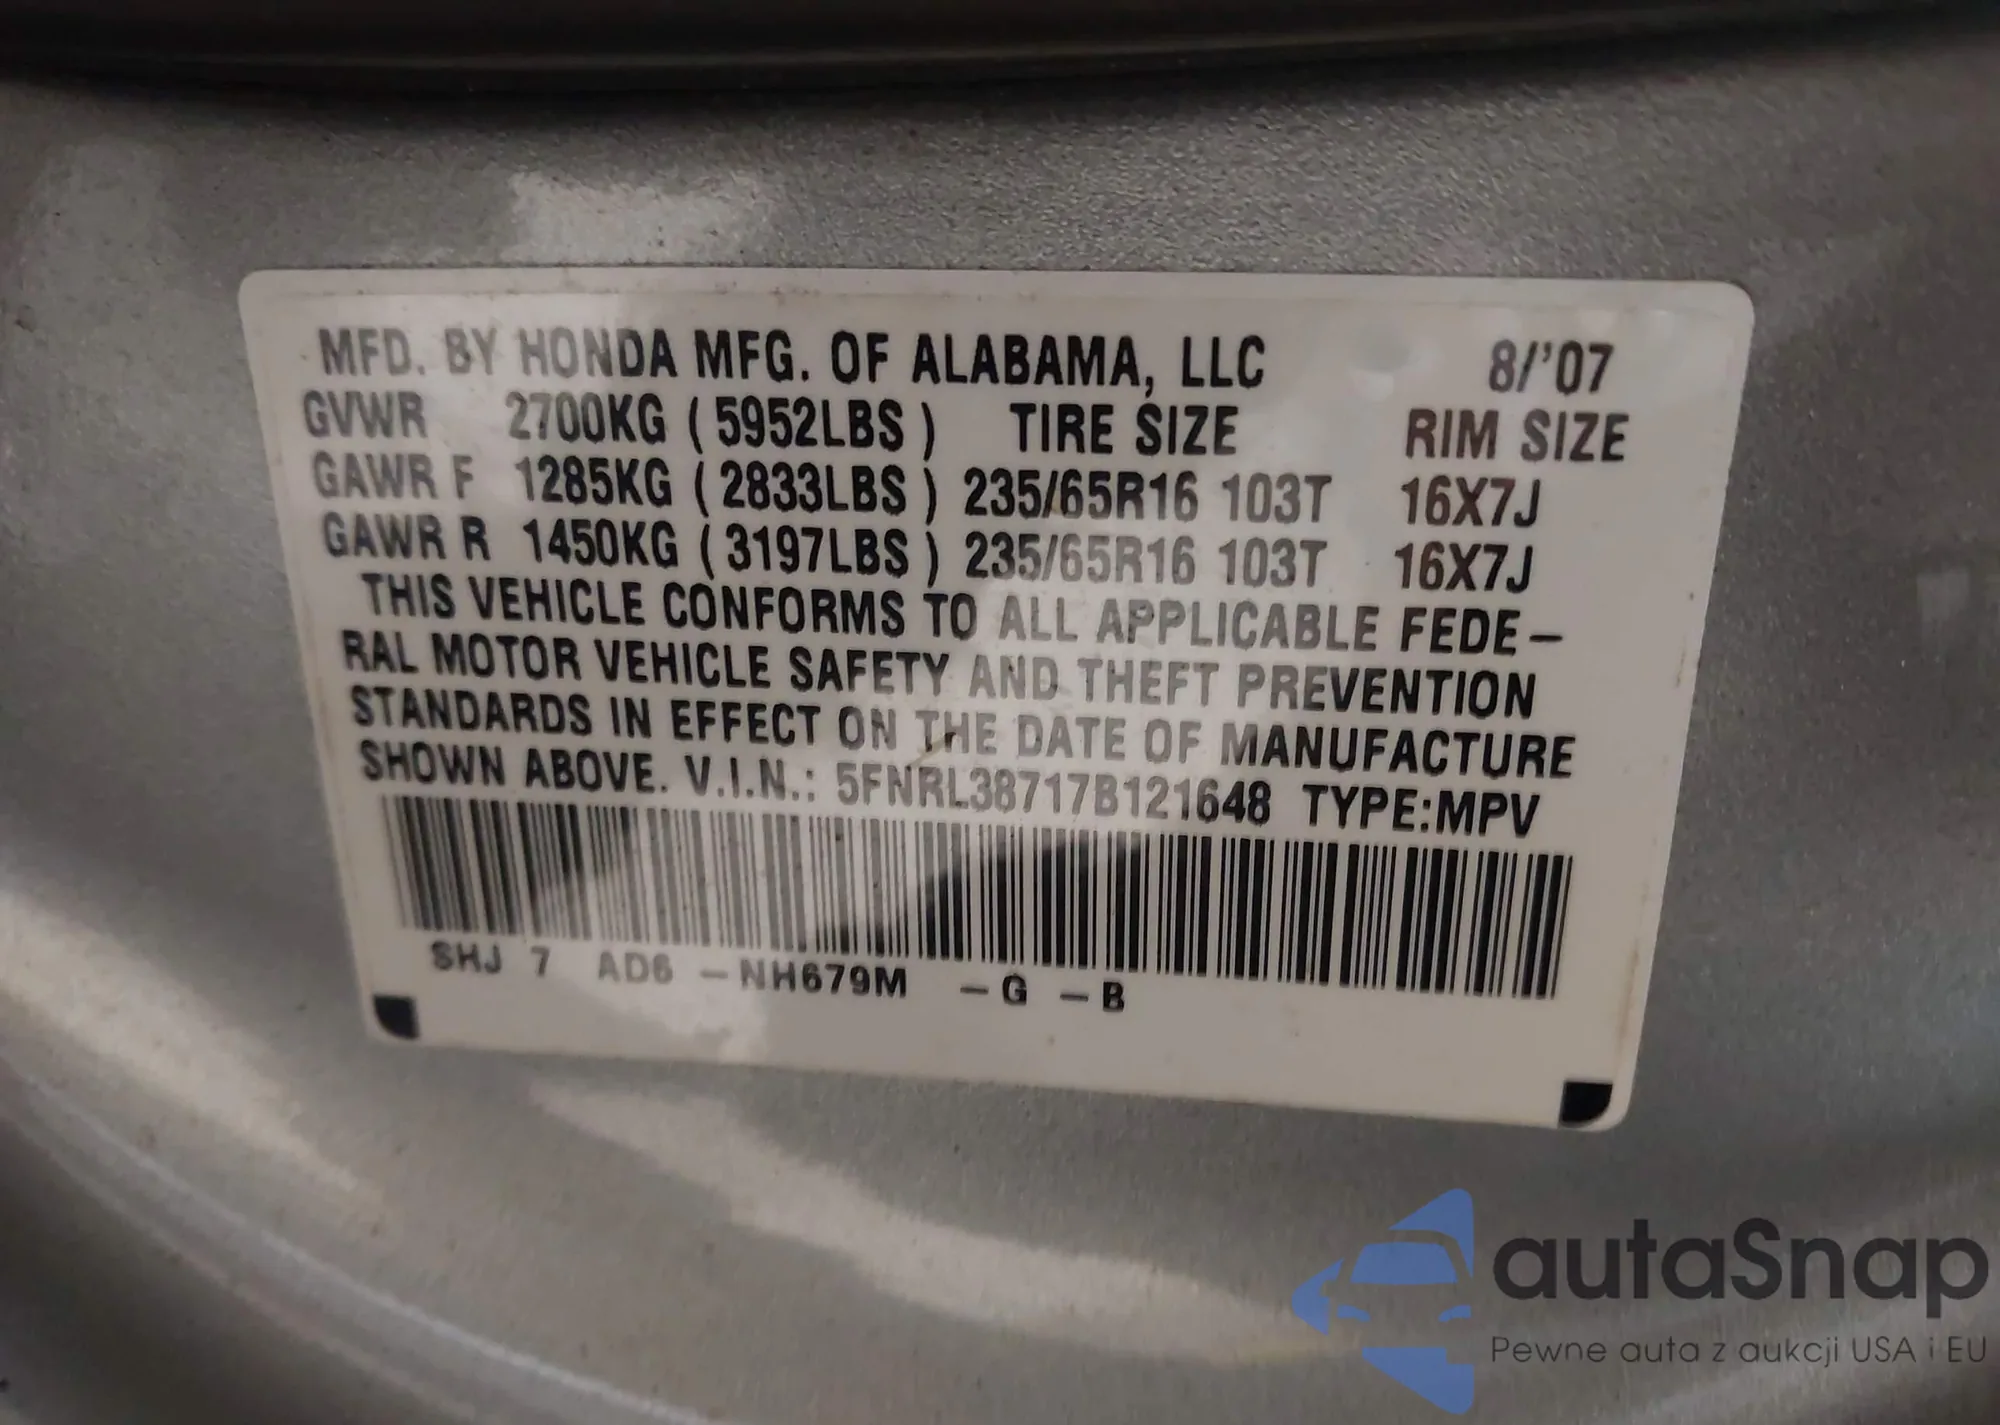 MFD. BY HONDA MFG. OF ALABAMA, LLC 8/'07
GVWR 2700KG (5952LBS) TIRE SIZE RIM SIZE
GAWR F 1285KG (2833LBS) 235/65R16 103T 16X7J
GAWR R 1450KG (3197LBS) 235/65R16 103T 16X7J
THIS VEHICLE CONFORMS TO ALL APPLICABLE FEDE-
RAL MOTOR VEHICLE SAFETY AND THEFT PREVENTION
STANDARDS IN EFFECT ON THE DATE OF MANUFACTURE
SHOWN ABOVE. V.I.N.: 5FNRL38717B121648 TYPE:MPV
SHJ 7 AD6 -NH679M -G -B
autaSnap
Pewne auta z aukcji USA i EU